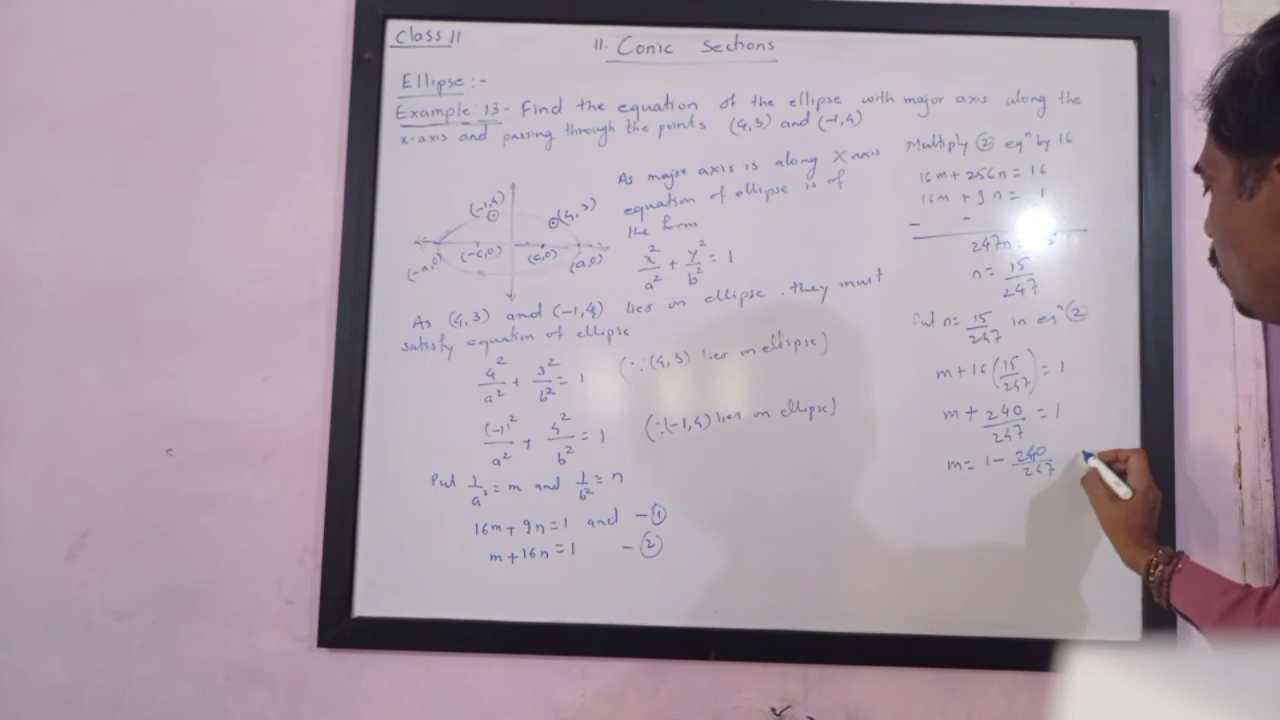 Class 11
11. Conic Sections
Ellipse :-
Example 13- Find the equation of the ellipse with major axis along the
x-axis and passing through the points (4,3) and (-1,4)
(-1,4)
(4,3)
(-a,0) (-c,0) (c,0) (a,0)
As major axis is along X axis
equation of ellipse is of
the form
x²/a² + y²/b² = 1
As (4,3) and (-1,4) lies on ellipse, they must
satisfy equation of ellipse
4²/a² + 3²/b² = 1 (∵ (4,3) lies on ellipse)
(-1)²/a² + 4²/b² = 1 (∵ (-1,4) lies on ellipse)
Put 1/a² = m and 1/b² = n
16m + 9n = 1 and - ①
m + 16n = 1 - ②
Multiply ② eqⁿ by 16
16m + 256n = 16
16m + 9n = 1
- -
247n =
n = 15/247
Put n = 15/247 in eqⁿ ②
m + 16 (15/247) = 1
m + 240/247 = 1
m = 1 - 240/247